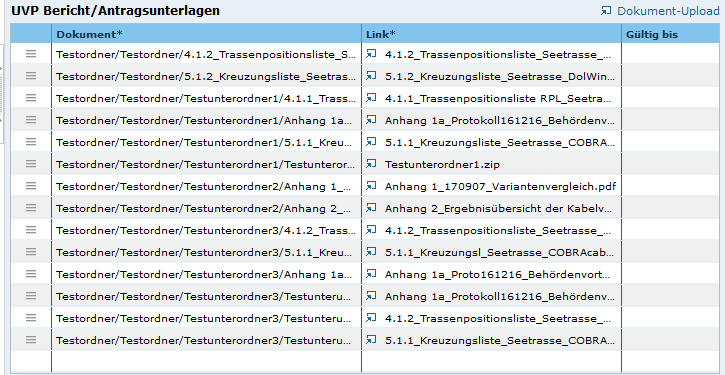 UVP Bericht/Antragsunterlagen Dokument-Upload
Dokument* Link* Gültig bis
Testordner/Testordner/4.1.2_Trassenpositionsliste_S... 4.1.2_Trassenpositionsliste_Seetrasse_...
Testordner/Testordner/5.1.2_Kreuzungsliste_Seetras... 5.1.2_Kreuzungsliste_Seetrasse_DolWin...
Testordner/Testordner/Testunterordner1/4.1.1_Trass... 4.1.1_Trassenpositionsliste RPL_Seetra...
Testordner/Testordner/Testunterordner1/Anhang 1a... Anhang 1a_Protokoll161216_Behördenv...
Testordner/Testordner/Testunterordner1/5.1.1_Kreu... 5.1.1_Kreuzungsliste_Seetrasse_COBRA...
Testordner/Testordner/Testunterordner1/Testunteror... Testunterordner1.zip
Testordner/Testordner/Testunterordner2/Anhang 1_... Anhang 1_170907_Variantenvergleich.pdf
Testordner/Testordner/Testunterordner2/Anhang 2_... Anhang 2_Ergebnisübersicht der Kabelv...
Testordner/Testordner/Testunterordner3/4.1.2_Trass... 4.1.2_Trassenpositionsliste_Seetrasse_...
Testordner/Testordner/Testunterordner3/5.1.1_Kreu... 5.1.1_Kreuzungsl_Seetrasse_COBRAcab...
Testordner/Testordner/Testunterordner3/Anhang 1a... Anhang 1a_Proto161216_Behördenvort...
Testordner/Testordner/Testunterordner3/Testunteru... Anhang 1a_Protokoll161216_Behördenv...
Testordner/Testordner/Testunterordner3/Testunteru... 4.1.2_Trassenpositionsliste_Seetrasse_...
Testordner/Testordner/Testunterordner3/Testunteru... 5.1.1_Kreuzungsliste_Seetrasse_COBRA...